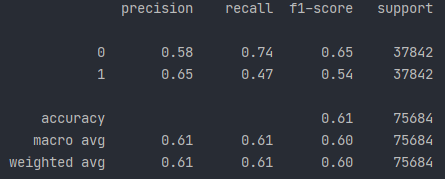 precision recall f1-score support
0 0.58 0.74 0.65 37842
1 0.65 0.47 0.54 37842
accuracy 0.61 75684
macro avg 0.61 0.61 0.60 75684
weighted avg 0.61 0.61 0.60 75684